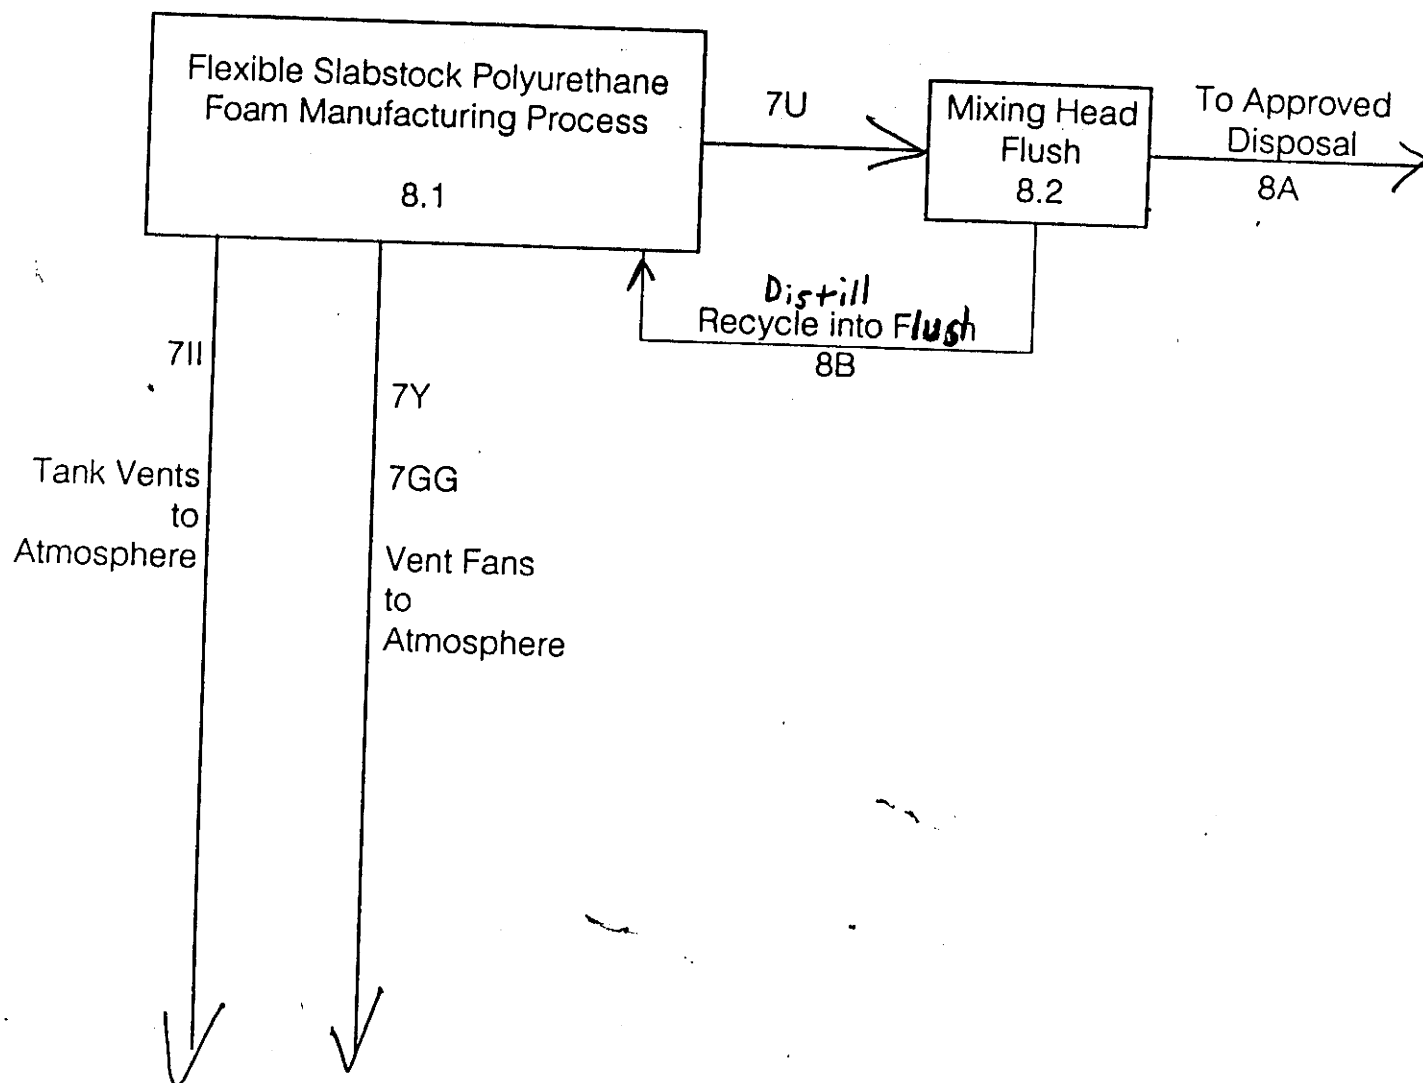 Flexible Slabstock Polyurethane
Foam Manufacturing Process
8.1
7U
Mixing Head
Flush
8.2
To Approved
Disposal
8A
Distill
Recycle into Flush
8B
7II
Tank Vents
to
Atmosphere
7Y
7GG
Vent Fans
to
Atmosphere